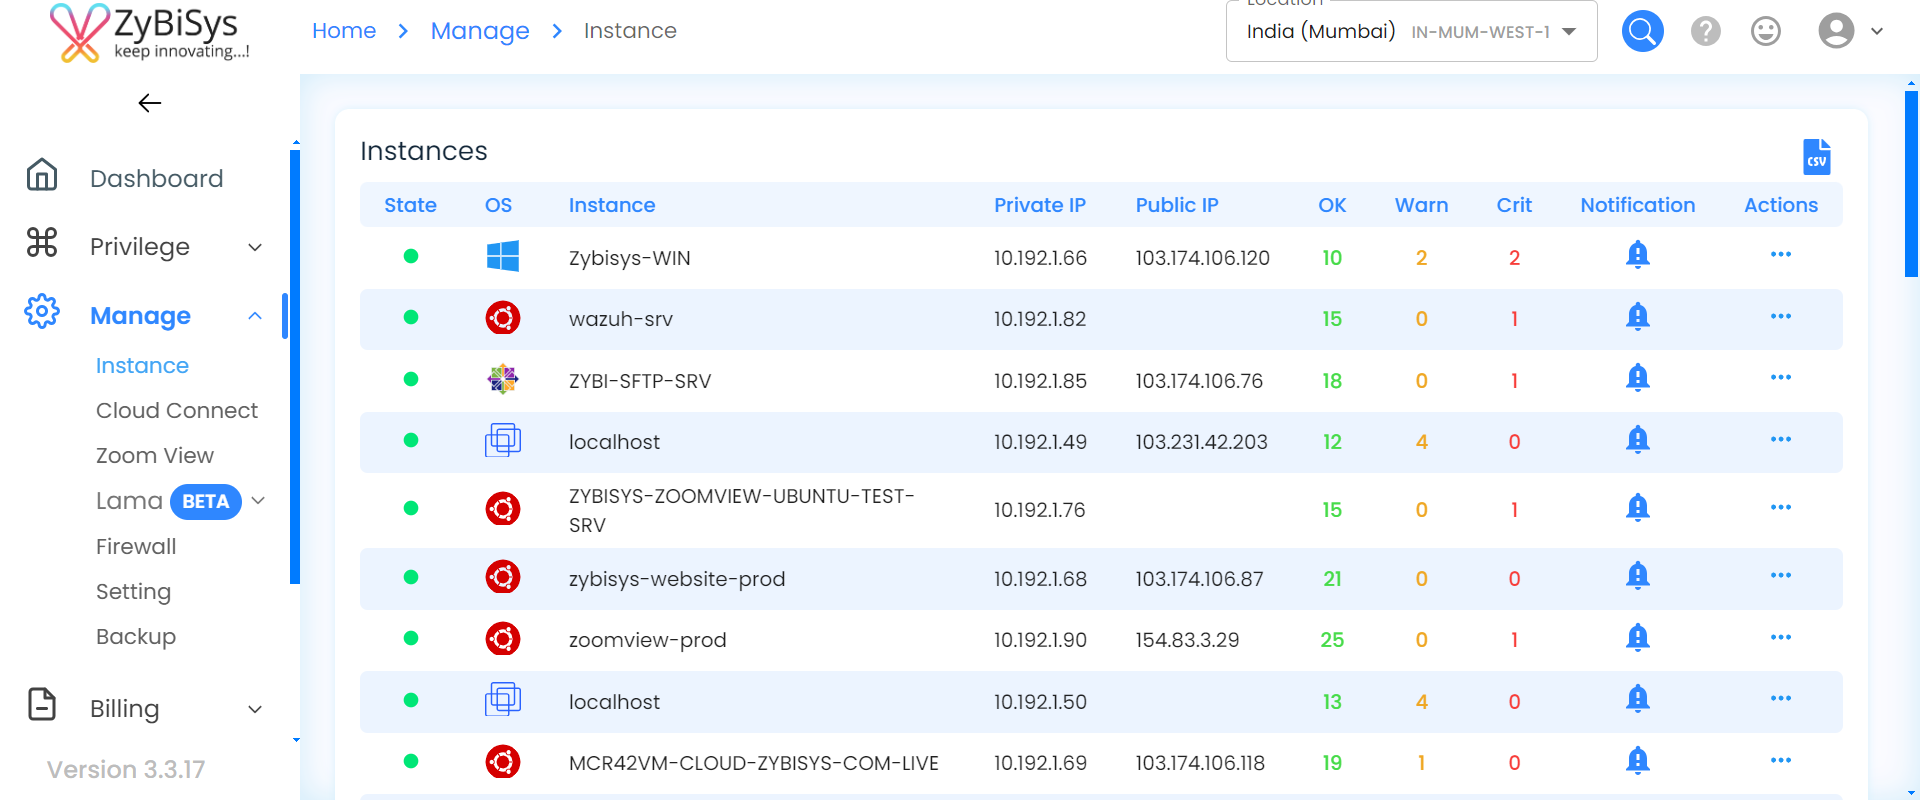 ZyBiSys
keep innovating...!
Home > Manage > Instance
Location
India (Mumbai) IN-MUM-WEST-1
Dashboard
Privilege
Manage
Instance
Cloud Connect
Zoom View
Lama BETA
Firewall
Setting
Backup
Billing
Version 3.3.17
Instances
CSV
State OS Instance Private IP Public IP OK Warn Crit Notification Actions
Zybisys-WIN 10.192.1.66 103.174.106.120 10 2 2
wazuh-srv 10.192.1.82 15 0 1
ZYBI-SFTP-SRV 10.192.1.85 103.174.106.76 18 0 1
localhost 10.192.1.49 103.231.42.203 12 4 0
ZYBISYS-ZOOMVIEW-UBUNTU-TEST-
SRV 10.192.1.76 15 0 1
zybisys-website-prod 10.192.1.68 103.174.106.87 21 0 0
zoomview-prod 10.192.1.90 154.83.3.29 25 0 1
localhost 10.192.1.50 13 4 0
MCR42VM-CLOUD-ZYBISYS-COM-LIVE 10.192.1.69 103.174.106.118 19 1 0